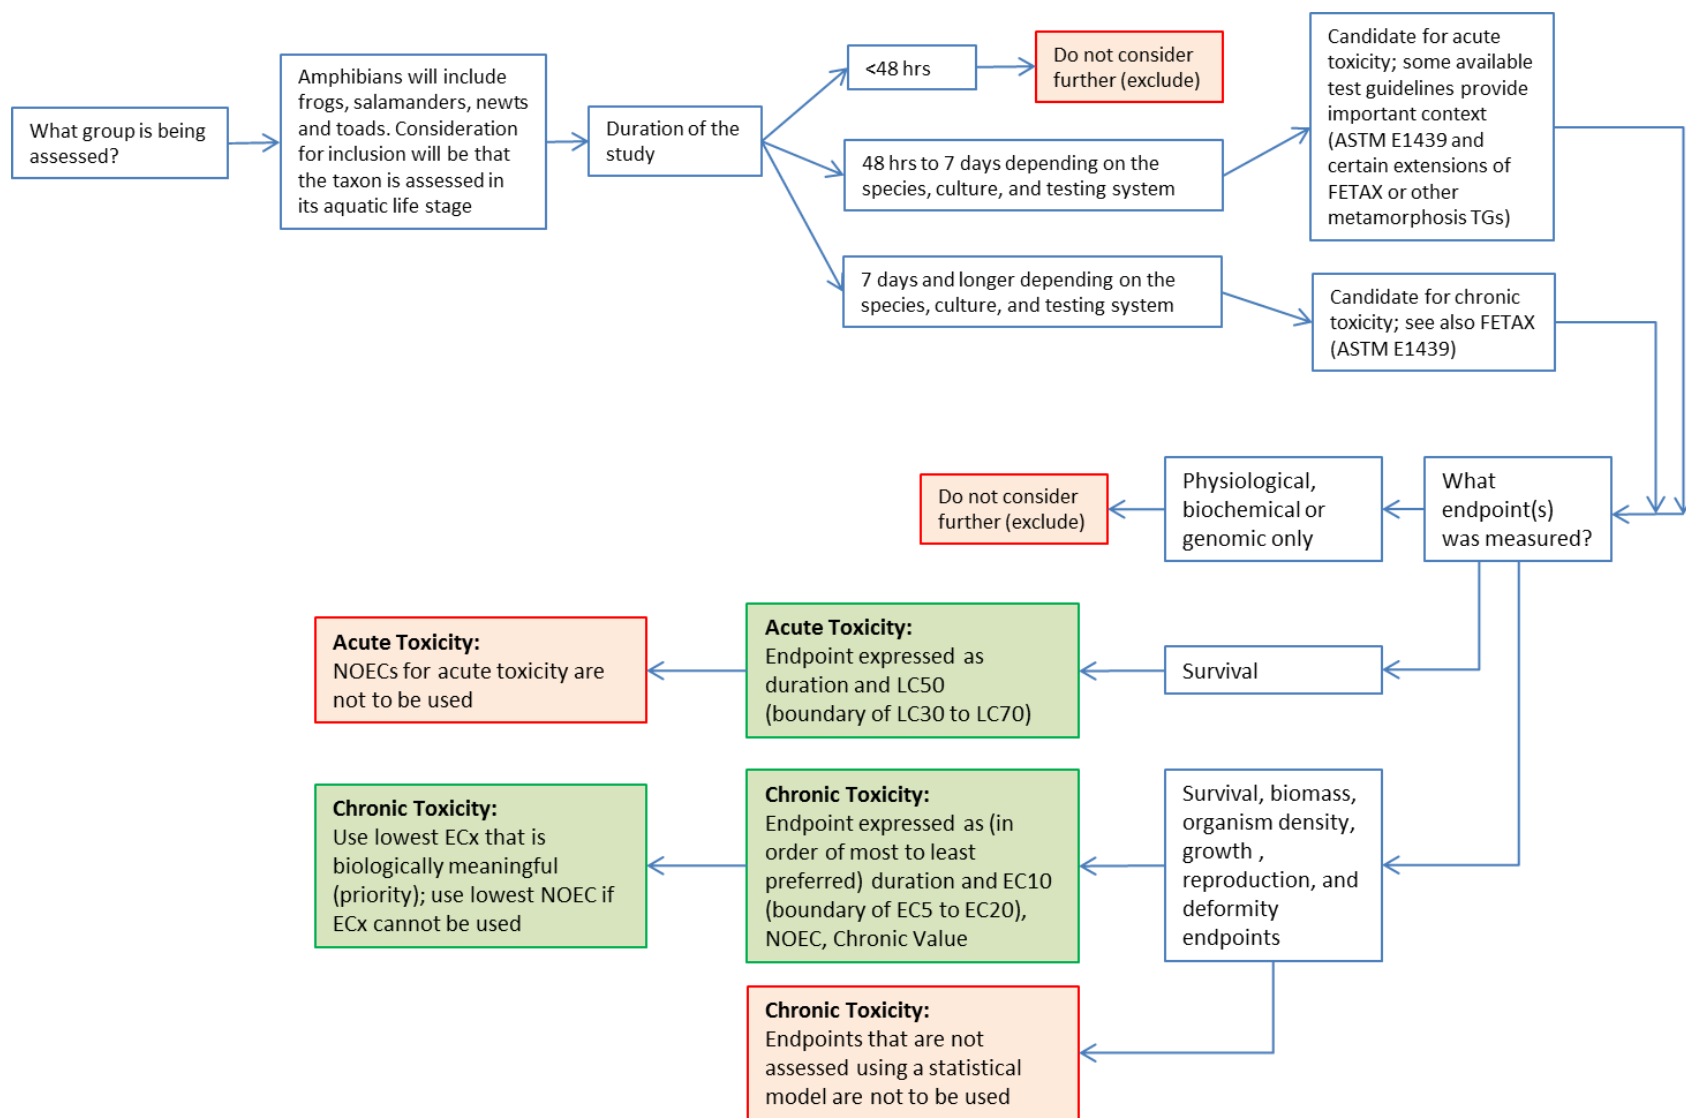 What group is being
assessed?
Amphibians will include
frogs, salamanders, newts
and toads. Consideration
for inclusion will be that
the taxon is assessed in
its aquatic life stage
Duration of the
study
<48 hrs
Do not consider
further (exclude)
48 hrs to 7 days depending on the
species, culture, and testing system
Candidate for acute
toxicity; some available
test guidelines provide
important context
(ASTM E1439 and
certain extensions of
FETAX or other
metamorphosis TGs)
7 days and longer depending on the
species, culture, and testing system
Candidate for chronic
toxicity; see also FETAX
(ASTM E1439)
What
endpoint(s)
was measured?
Physiological,
biochemical or
genomic only
Do not consider
further (exclude)
Survival
Acute Toxicity:
Endpoint expressed as
duration and LC50
(boundary of LC30 to LC70)
Acute Toxicity:
NOECs for acute toxicity are
not to be used
Survival, biomass,
organism density,
growth ,
reproduction, and
deformity
endpoints
Chronic Toxicity:
Endpoint expressed as (in
order of most to least
preferred) duration and EC10
(boundary of EC5 to EC20),
NOEC, Chronic Value
Chronic Toxicity:
Use lowest ECx that is
biologically meaningful
(priority); use lowest NOEC if
ECx cannot be used
Chronic Toxicity:
Endpoints that are not
assessed using a statistical
model are not to be used